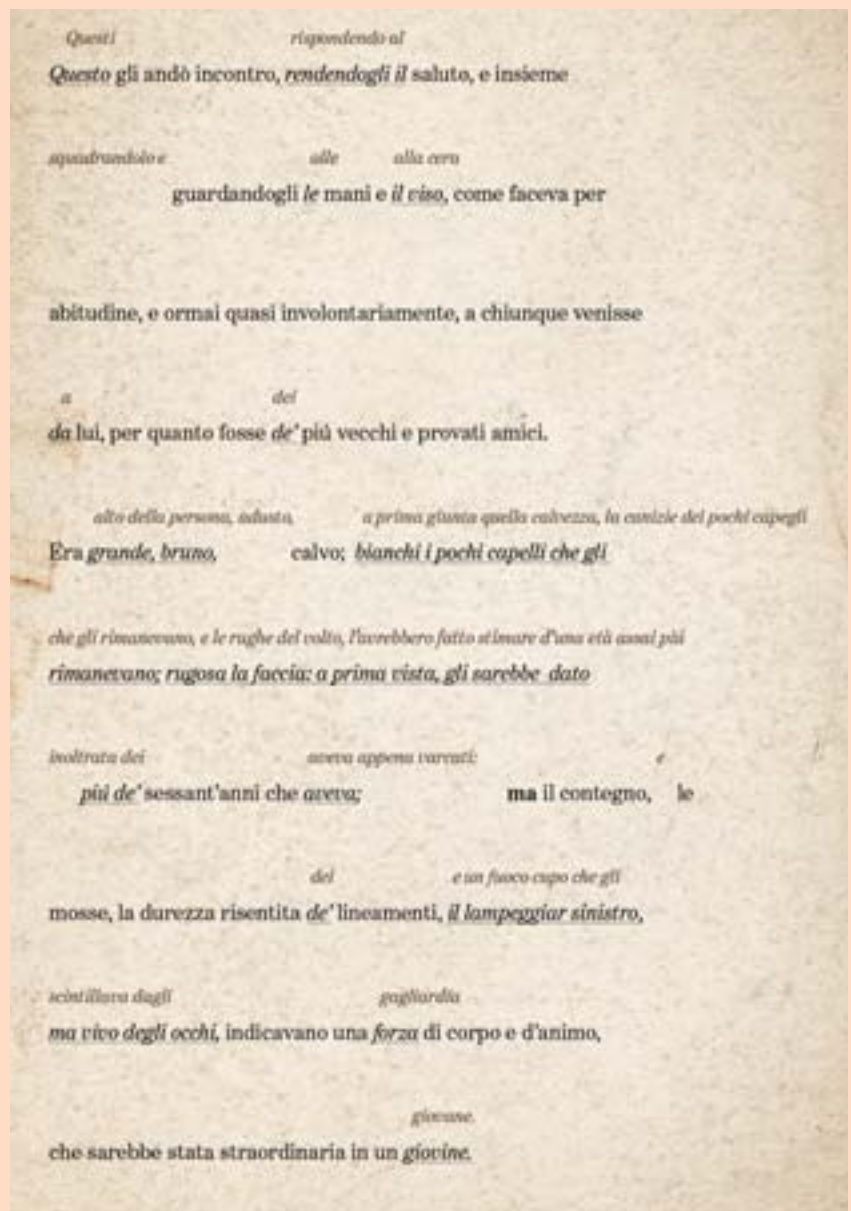 Questi rispondendo al
Questo gli andò incontro, rendendogli il saluto, e insieme
squadrandolo e alle alla cera
guardandogli le mani e il viso, come faceva per
abitudine, e ormai quasi involontariamente, a chiunque venisse
a dei
da lui, per quanto fosse de' più vecchi e provati amici.
alto della persona, adusto, a prima giunta quella calvezza, la canizie dei pochi capegli
Era grande, bruno, calvo; bianchi i pochi capelli che gli
che gli rimanevano, e le rughe del volto, l'avrebbero fatto stimare d'una età assai più
rimanevano; rugosa la faccia: a prima vista, gli sarebbe dato
inoltrata dei aveva appena varcati: e
più de' sessant'anni che aveva; ma il contegno, le
dei e un fuoco cupo che gli
mosse, la durezza risentita de' lineamenti, il lampeggiar sinistro,
scintillava dagli gagliardia
ma vivo degli occhi, indicavano una forza di corpo e d'animo,
giovane.
che sarebbe stata straordinaria in un giovine.